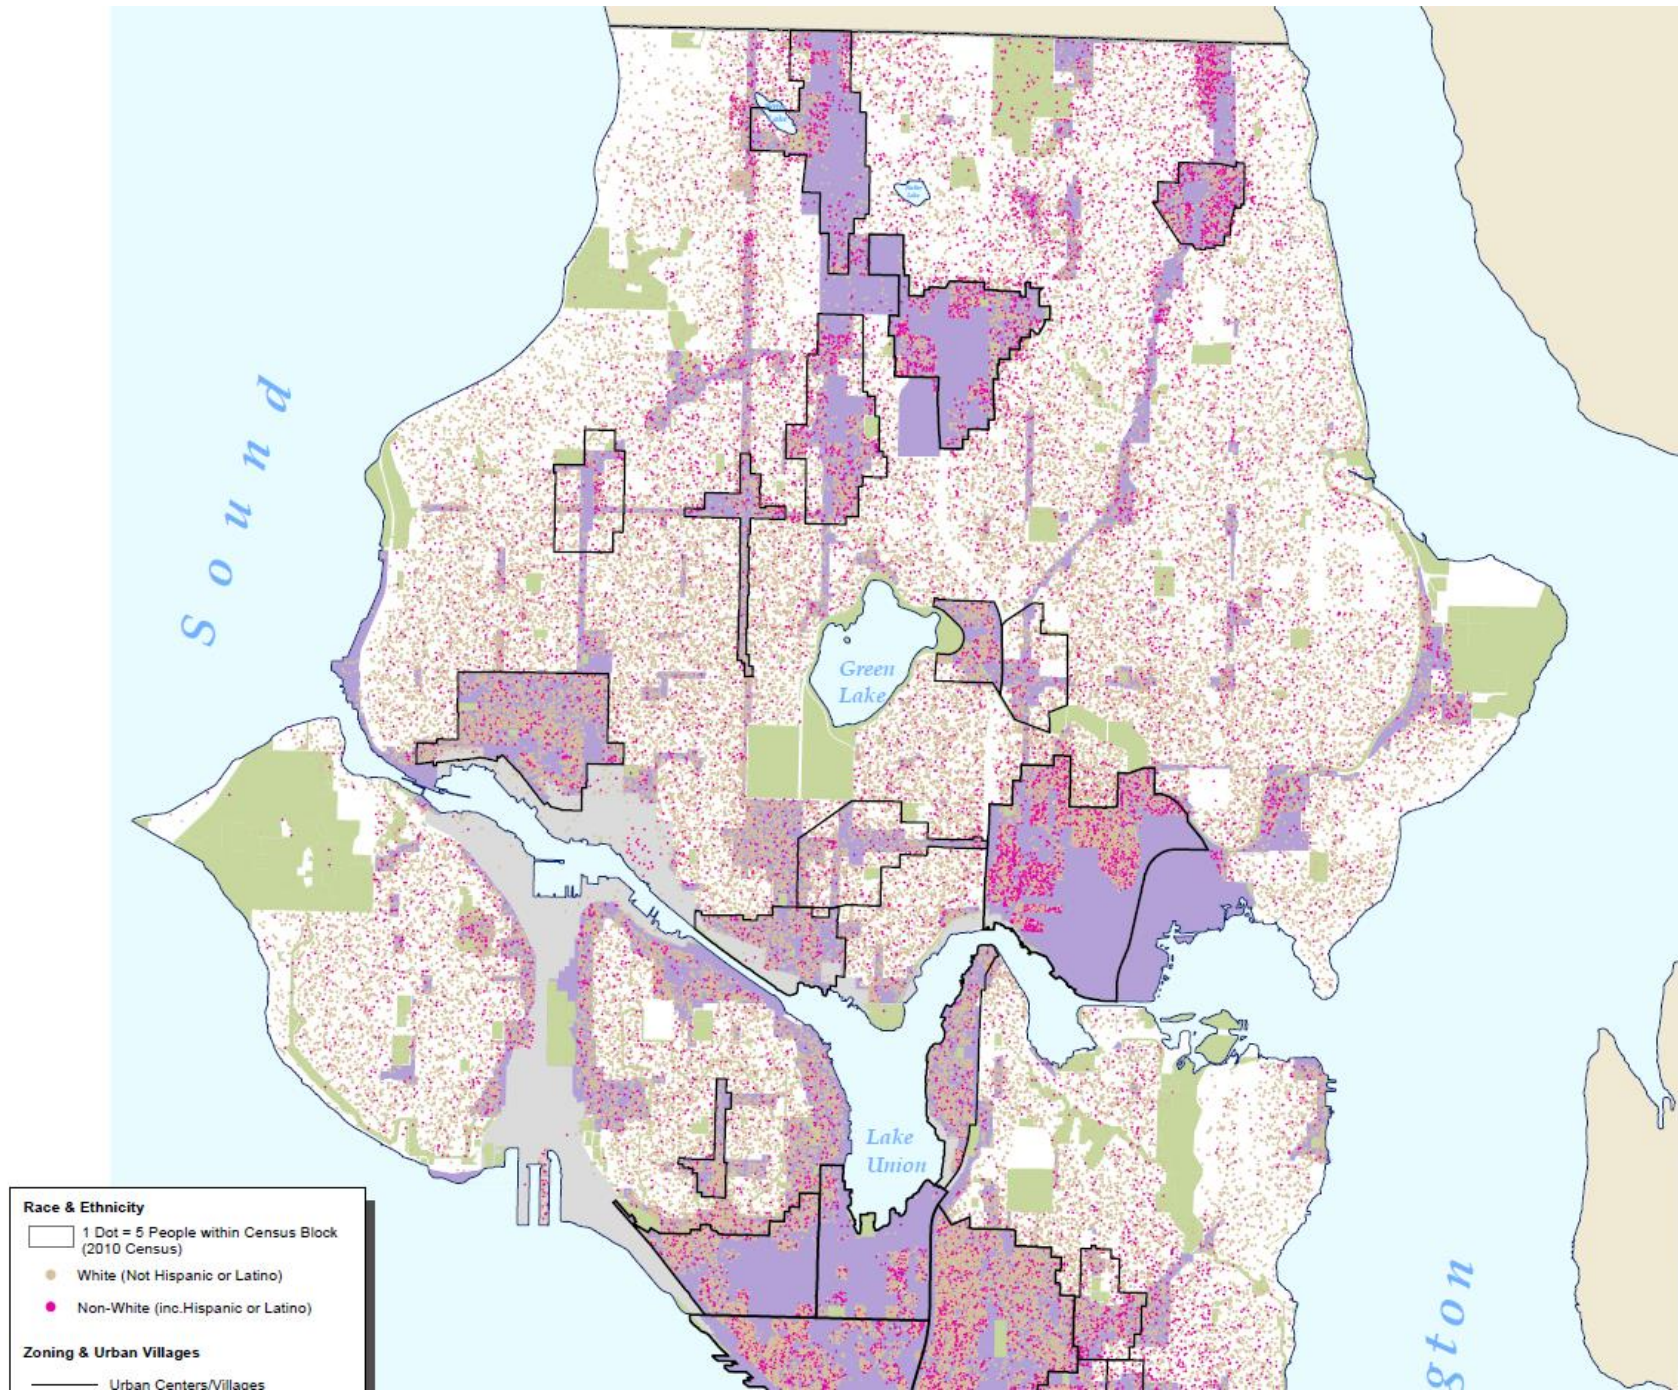 Lake
Sound
Green
Lake
Lake
Union
gton
Race & Ethnicity
1 Dot = 5 People within Census Block
(2010 Census)
White (Not Hispanic or Latino)
Non-White (inc.Hispanic or Latino)
Zoning & Urban Villages
Urban Centers/Villages